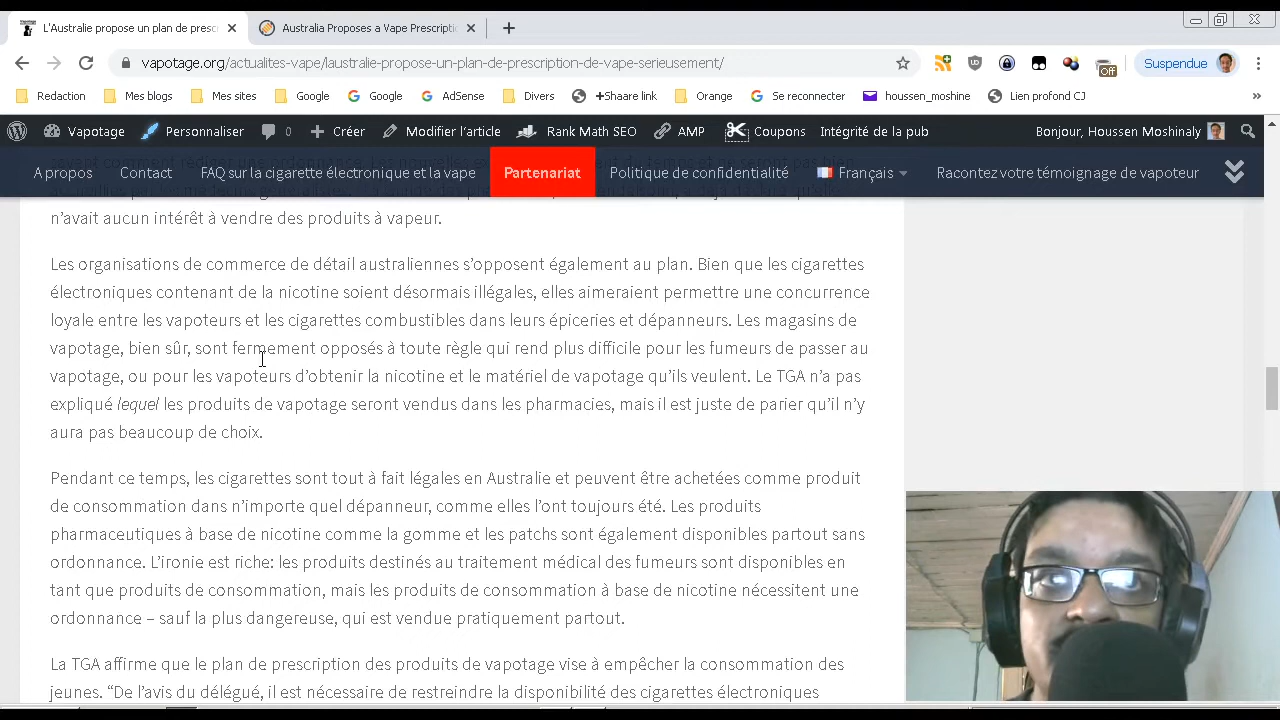 L'Australie propose un plan de presc
Australia Proposes a Vape Prescriptic
vapotage.org/actualites-vape/laustralie-propose-un-plan-de-prescription-de-vape-serieusement/
Off
Suspendue
Redaction
Mes blogs
Mes sites
Google
Google
AdSense
Divers
+Shaare link
Orange
Se reconnecter
houssen_moshine
Lien profond CJ
»
Vapotage
Personnaliser
0
Créer
Modifier l'article
Rank Math SEO
AMP
Coupons
Intégrité de la pub
Bonjour, Houssen Moshinaly
A propos
Contact
FAQ sur la cigarette électronique et la vape
Partenariat
Politique de confidentialité
Français
Racontez votre témoignage de vapoteur
n'avait aucun intérêt à vendre des produits à vapeur.
Les organisations de commerce de détail australiennes s'opposent également au plan. Bien que les cigarettes
électroniques contenant de la nicotine soient désormais illégales, elles aimeraient permettre une concurrence
loyale entre les vapoteurs et les cigarettes combustibles dans leurs épiceries et dépanneurs. Les magasins de
vapotage, bien sûr, sont fermement opposés à toute règle qui rend plus difficile pour les fumeurs de passer au
vapotage, ou pour les vapoteurs d'obtenir la nicotine et le matériel de vapotage qu'ils veulent. Le TGA n'a pas
expliqué lequel les produits de vapotage seront vendus dans les pharmacies, mais il est juste de parier qu'il n'y
aura pas beaucoup de choix.
Pendant ce temps, les cigarettes sont tout à fait légales en Australie et peuvent être achetées comme produit
de consommation dans n'importe quel dépanneur, comme elles l'ont toujours été. Les produits
pharmaceutiques à base de nicotine comme la gomme et les patchs sont également disponibles partout sans
ordonnance. L'ironie est riche: les produits destinés au traitement médical des fumeurs sont disponibles en
tant que produits de consommation, mais les produits de consommation à base de nicotine nécessitent une
ordonnance – sauf la plus dangereuse, qui est vendue pratiquement partout.
La TGA affirme que le plan de prescription des produits de vapotage vise à empêcher la consommation des
jeunes. "De l'avis du délégué, il est nécessaire de restreindre la disponibilité des cigarettes électroniques